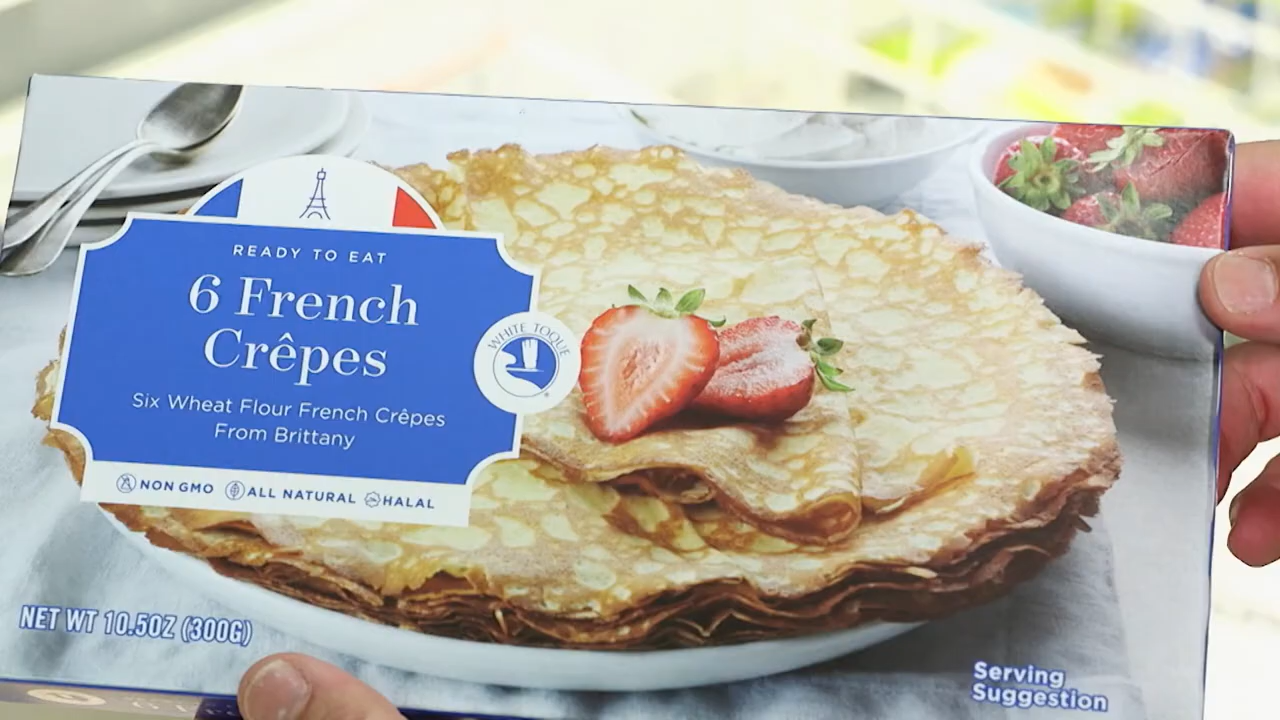 READY TO EAT
6 French
Crêpes
WHITE TOQUE
Six Wheat Flour French Crêpes
From Brittany
NON GMO ALL NATURAL HALAL
NET WT 10.5OZ (300G)
Serving
Suggestion